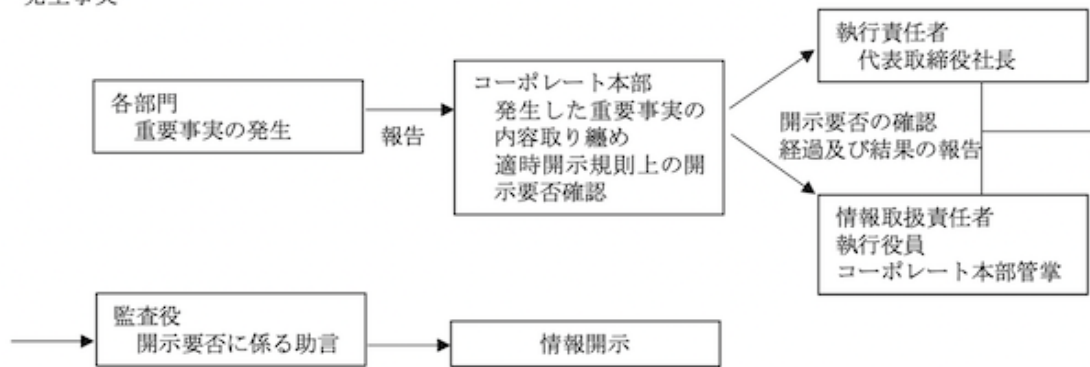 発生事実
各部門
重要事実の発生
報告
コーポレート本部
発生した重要事実の
内容取り纏め
適時開示規則上の開
示要否確認
開示要否の確認
経過及び結果の報告
執行責任者
代表取締役社長
情報取扱責任者
執行役員
コーポレート本部管掌
監査役
開示要否に係る助言
情報開示